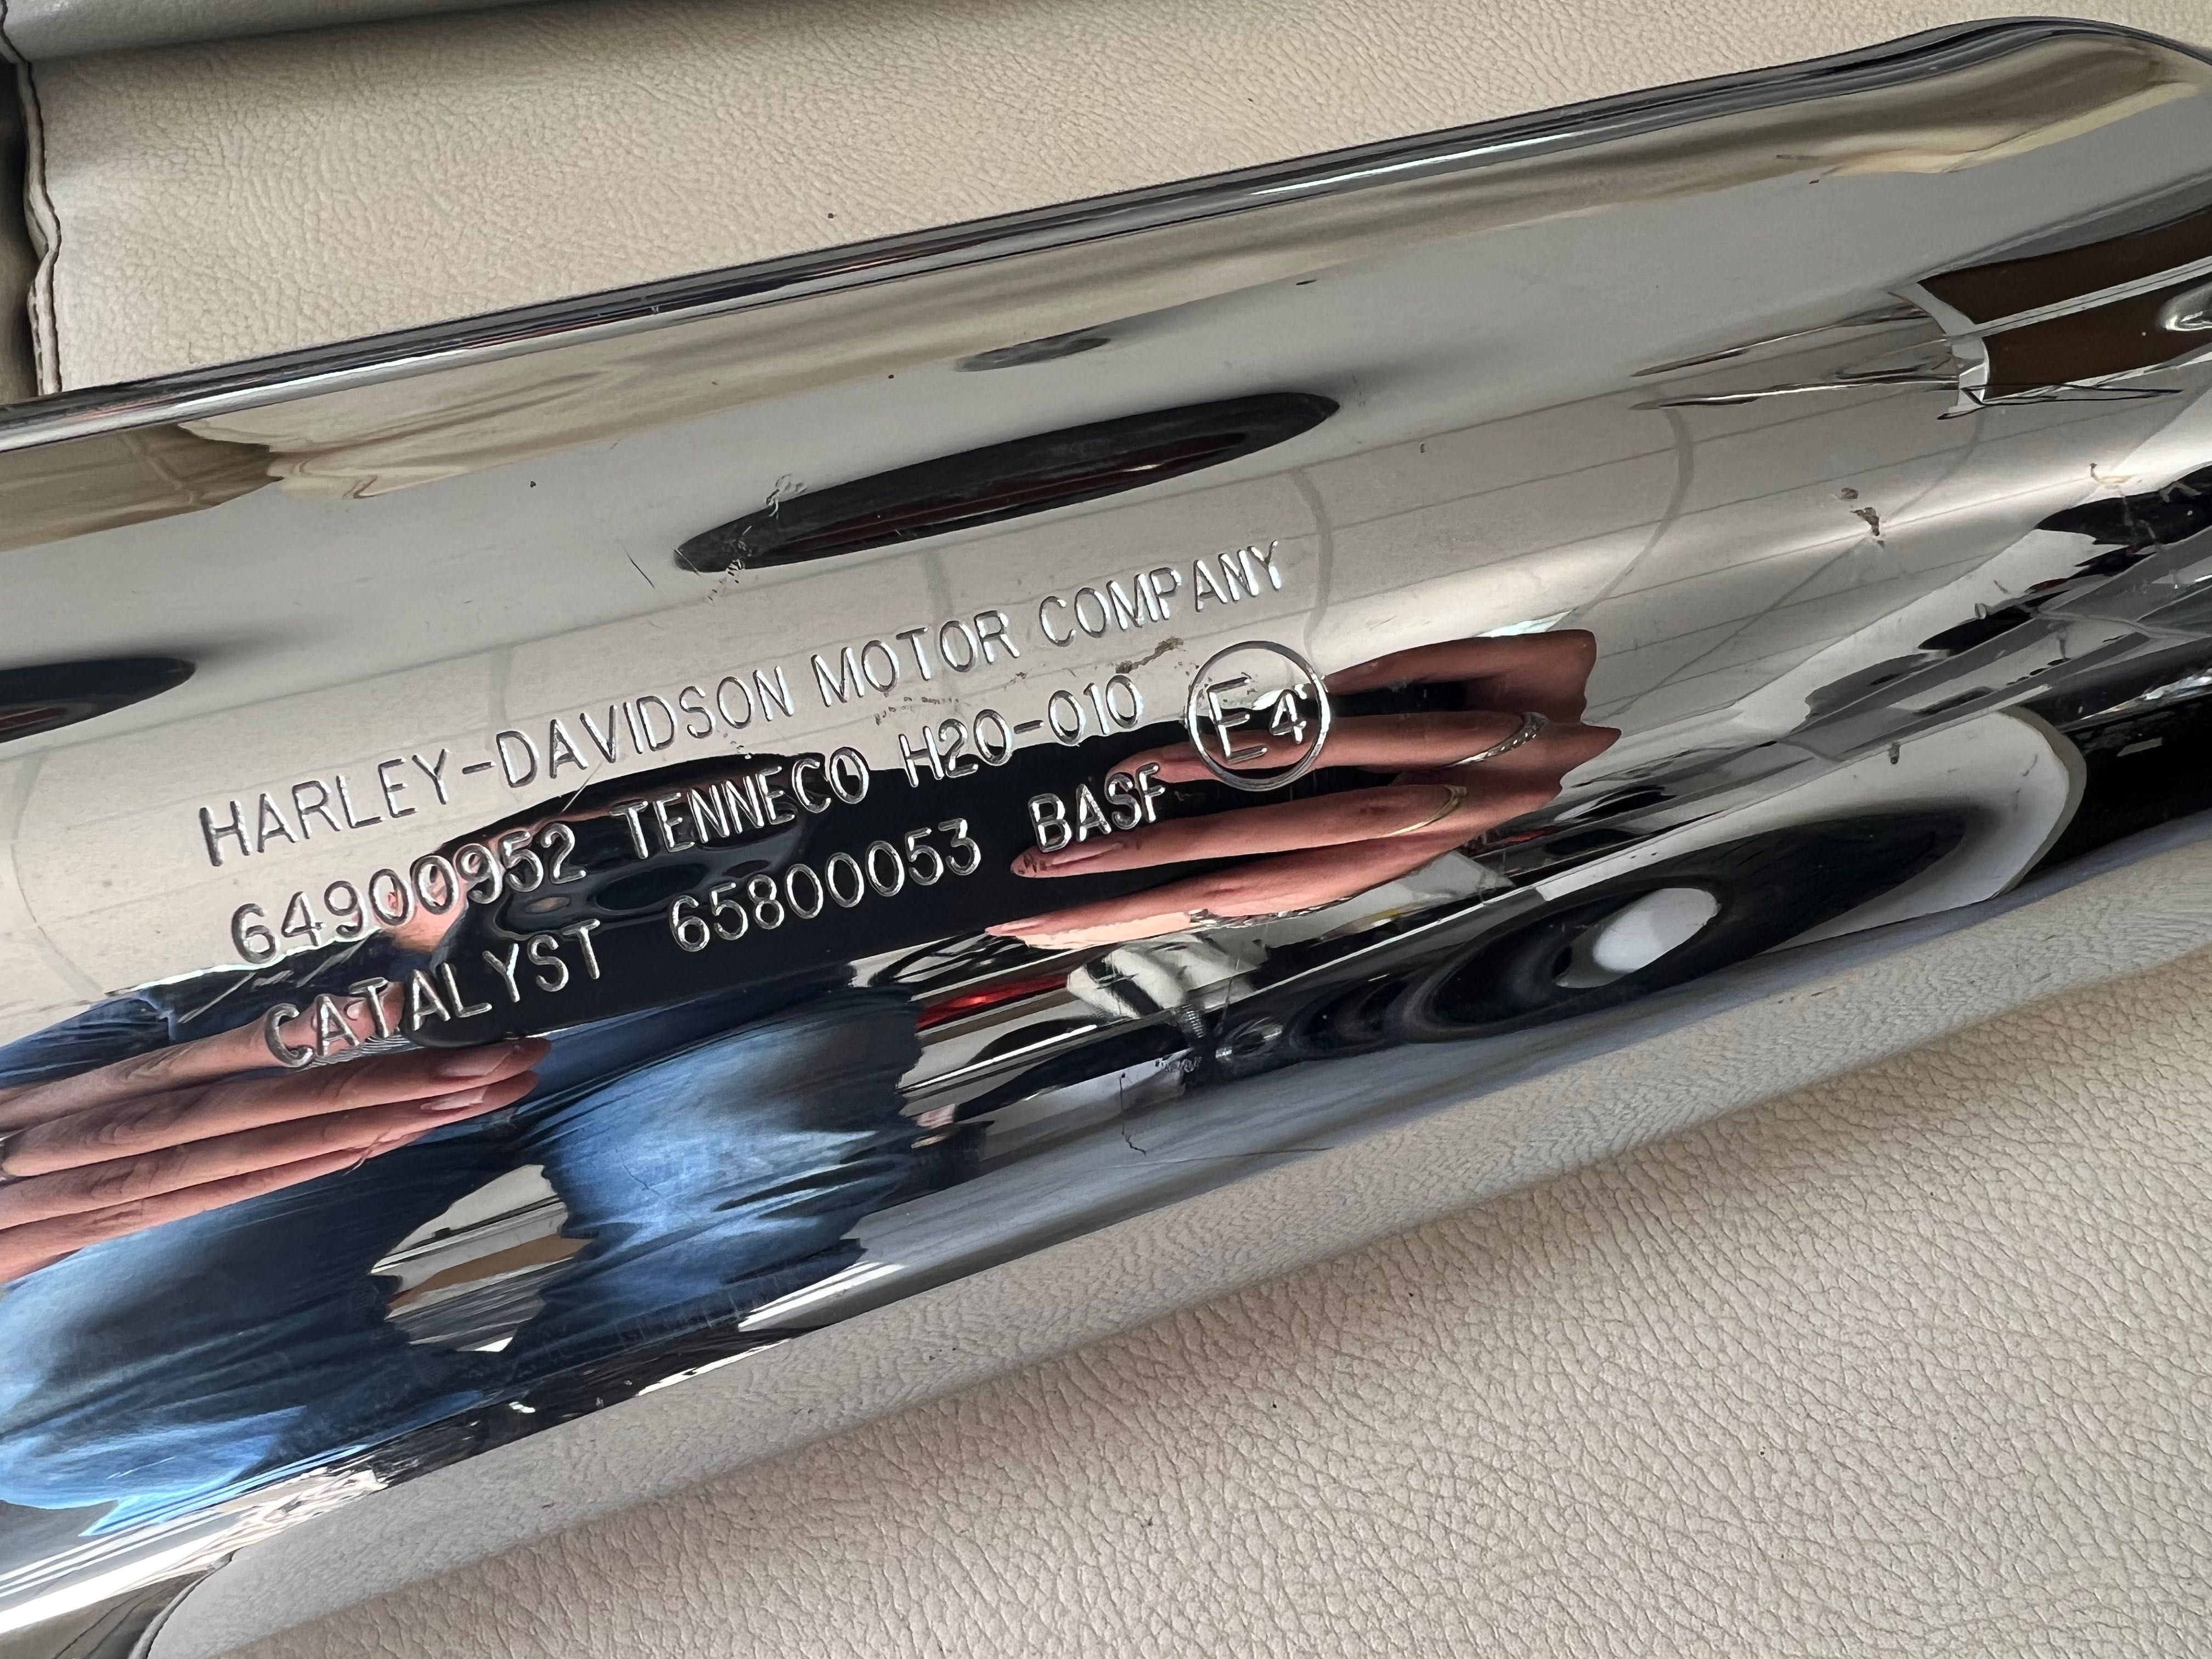 HARLEY-DAVIDSON MOTOR COMPANY
64900952 TENNECO H20-010 E4
CATALYST 65800053 BASF